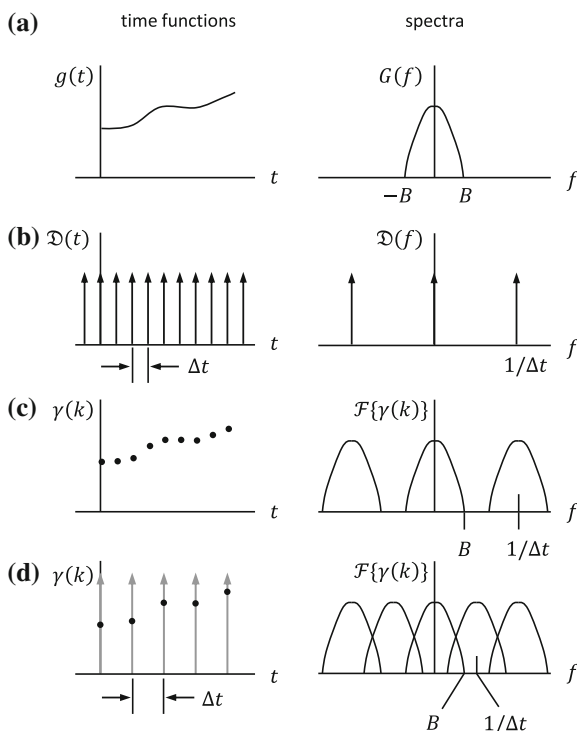 (a) time functions spectra
g(t) G(f)
t f
−B B
(b) 𝔇(t) 𝔇(f)
t f
Δt 1/Δt
(c) γ(k) ℱ{γ(k)}
t f
B 1/Δt
(d) γ(k) ℱ{γ(k)}
t f
Δt B 1/Δt